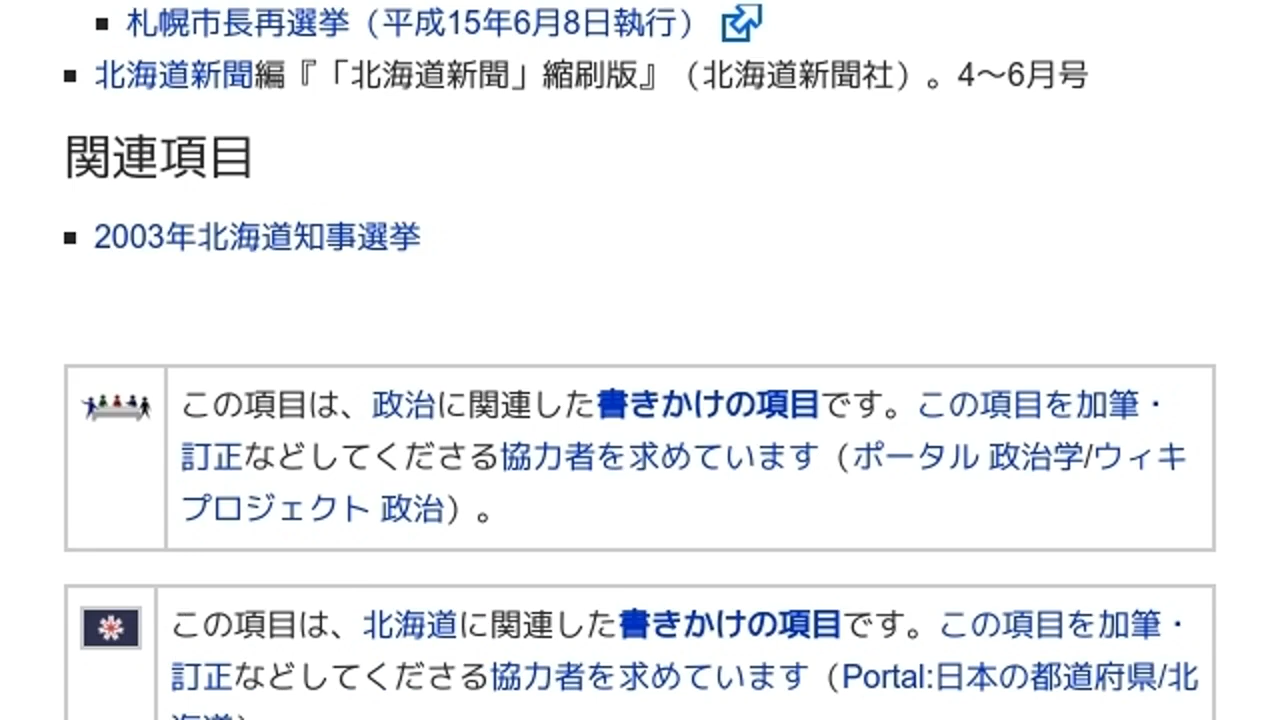 札幌市長再選挙（平成15年6月8日執行）
北海道新聞編『「北海道新聞」縮刷版』（北海道新聞社）。4～6月号
関連項目
2003年北海道知事選挙
この項目は、政治に関連した書きかけの項目です。この項目を加筆・
訂正などしてくださる協力者を求めています（ポータル 政治学/ウィキ
プロジェクト 政治）。
この項目は、北海道に関連した書きかけの項目です。この項目を加筆・
訂正などしてくださる協力者を求めています（Portal:日本の都道府県/北
海道）